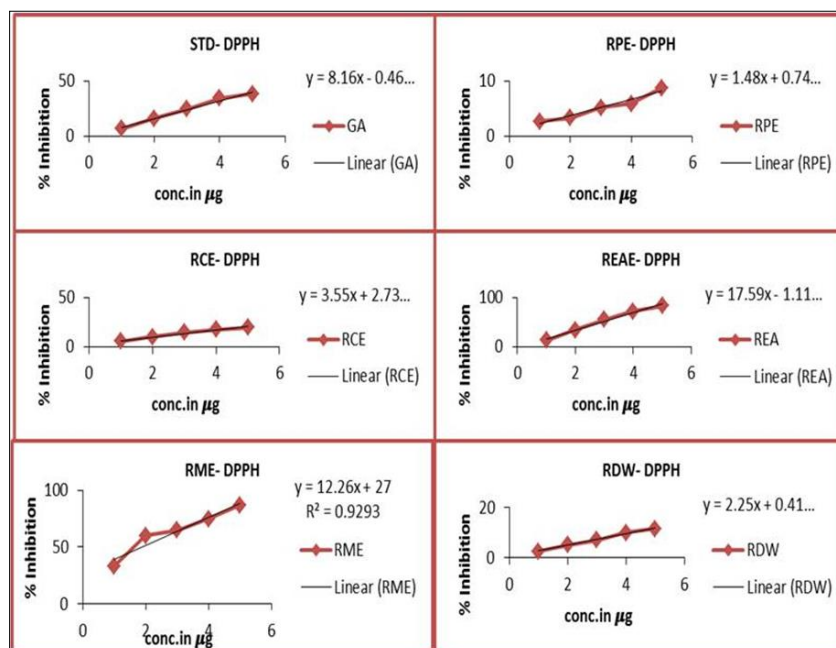 STD- DPPH
% Inhibition
50
0
0
2
4
6
conc.in µg
y = 8.16x - 0.46...
GA
Linear (GA)
RPE- DPPH
% Inhibition
10
0
0
2
4
6
conc.in µg
y = 1.48x + 0.74...
RPE
Linear (RPE)
RCE- DPPH
% Inhibition
50
0
0
2
4
6
conc.in µg
y = 3.55x + 2.73...
RCE
Linear (RCE)
REAE- DPPH
% Inhibition
100
0
0
2
4
6
conc.in µg
y = 17.59x - 1.11...
REA
Linear (REA)
RME- DPPH
% Inhibition
100
50
0
0
2
4
6
conc.in µg
y = 12.26x + 27
R² = 0.9293
RME
Linear (RME)
RDW- DPPH
% Inhibition
20
0
0
2
4
6
conc.in µg
y = 2.25x + 0.41...
RDW
Linear (RDW)